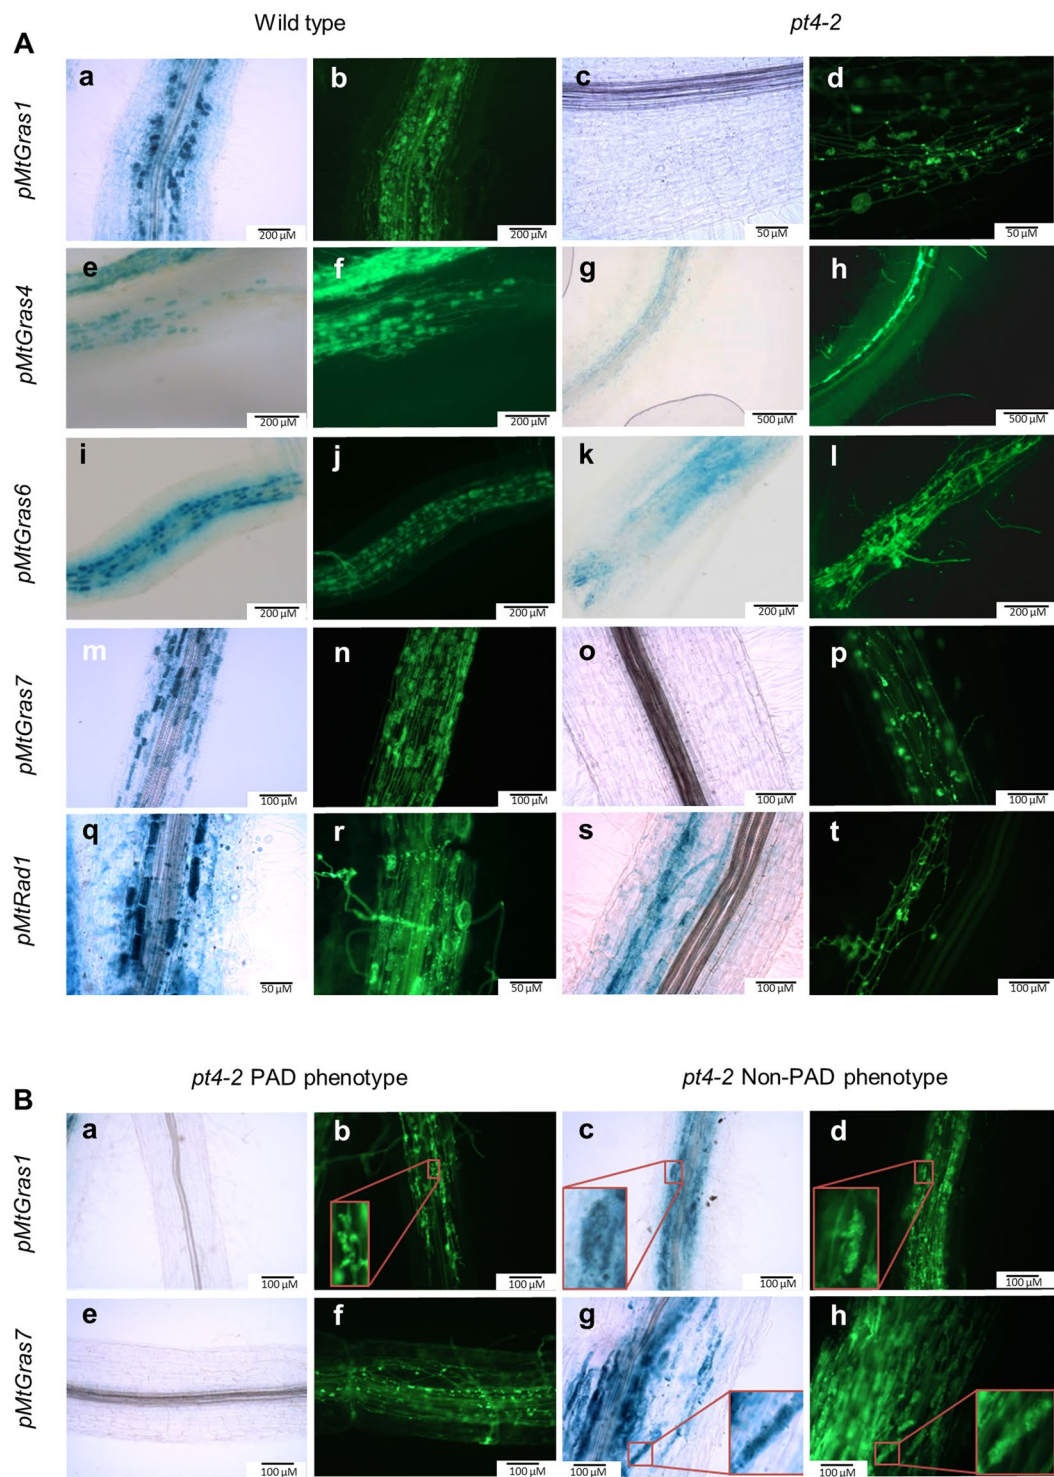 Wild type pt4-2
A
pMtGras1
a b c d
200 µM 200 µM 50 µM 50 µM
pMtGras4
e f g h
200 µM 200 µM 500 µM 500 µM
pMtGras6
i j k l
200 µM 200 µM 200 µM 200 µM
pMtGras7
m n o p
100 µM 100 µM 100 µM 100 µM
pMtRad1
q r s t
50 µM 50 µM 100 µM 100 µM
pt4-2 PAD phenotype pt4-2 Non-PAD phenotype
B
pMtGras1
a b c d
100 µM 100 µM 100 µM 100 µM
pMtGras7
e f g h
100 µM 100 µM 100 µM 100 µM